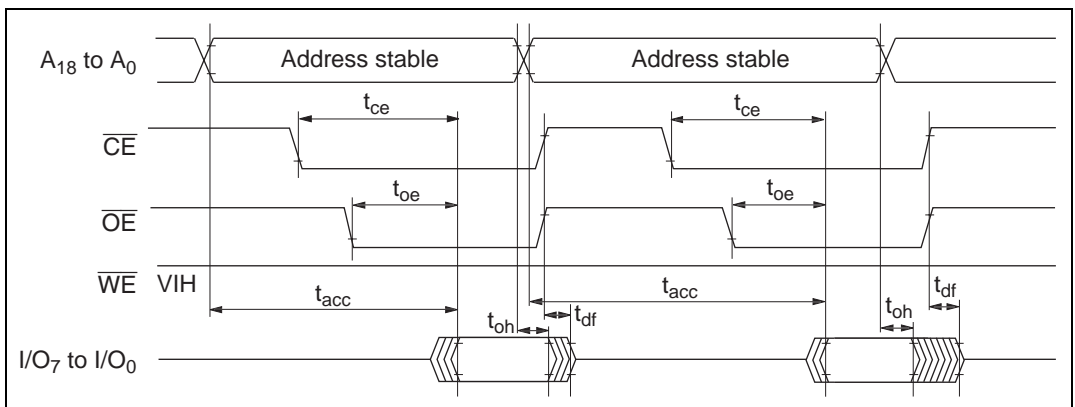 A18 to A0 Address stable Address stable
tce tce
CE
toe toe
OE
WE VIH
tacc tacc
toh tdf toh tdf
I/O7 to I/O0